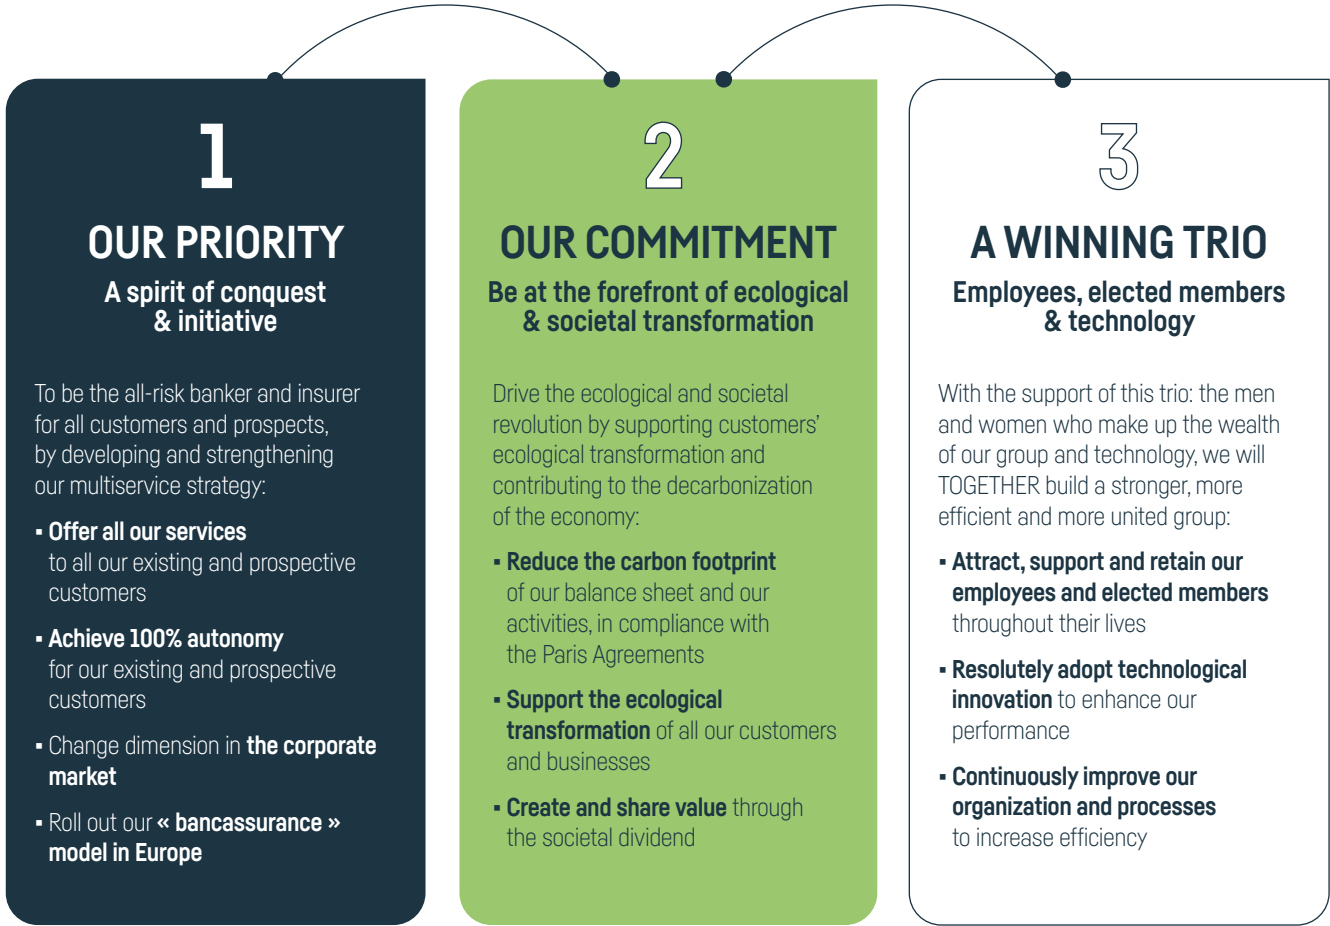 1
OUR PRIORITY
A spirit of conquest
& initiative
To be the all-risk banker and insurer
for all customers and prospects,
by developing and strengthening
our multiservice strategy:
▪ Offer all our services
to all our existing and prospective
customers
▪ Achieve 100% autonomy
for our existing and prospective
customers
▪ Change dimension in the corporate
market
▪ Roll out our « bancassurance »
model in Europe
2
OUR COMMITMENT
Be at the forefront of ecological
& societal transformation
Drive the ecological and societal
revolution by supporting customers’
ecological transformation and
contributing to the decarbonization
of the economy:
▪ Reduce the carbon footprint
of our balance sheet and our
activities, in compliance with
the Paris Agreements
▪ Support the ecological
transformation of all our customers
and businesses
▪ Create and share value through
the societal dividend
3
A WINNING TRIO
Employees, elected members
& technology
With the support of this trio: the men
and women who make up the wealth
of our group and technology, we will
TOGETHER build a stronger, more
efficient and more united group:
▪ Attract, support and retain our
employees and elected members
throughout their lives
▪ Resolutely adopt technological
innovation to enhance our
performance
▪ Continuously improve our
organization and processes
to increase efficiency